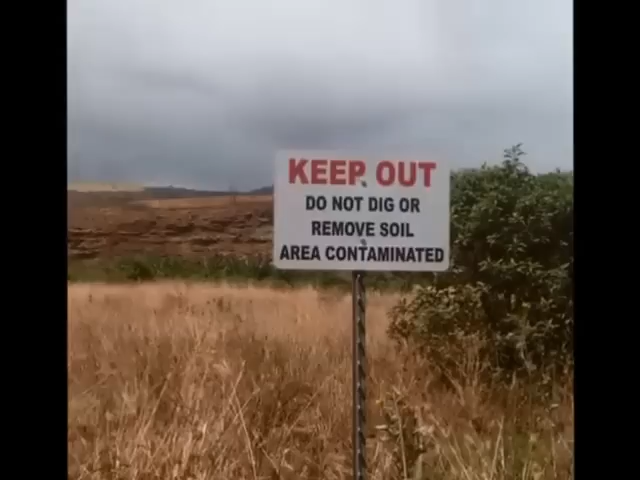 KEEP OUT
DO NOT DIG OR
REMOVE SOIL
AREA CONTAMINATED